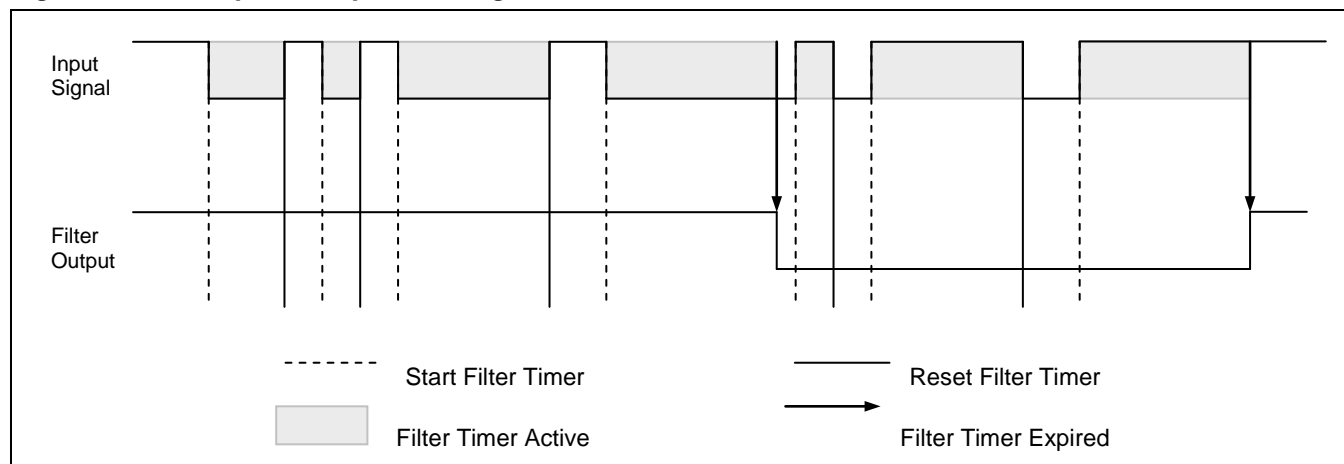 Input
Signal
Filter
Output
Start Filter Timer
Reset Filter Timer
Filter Timer Active
Filter Timer Expired